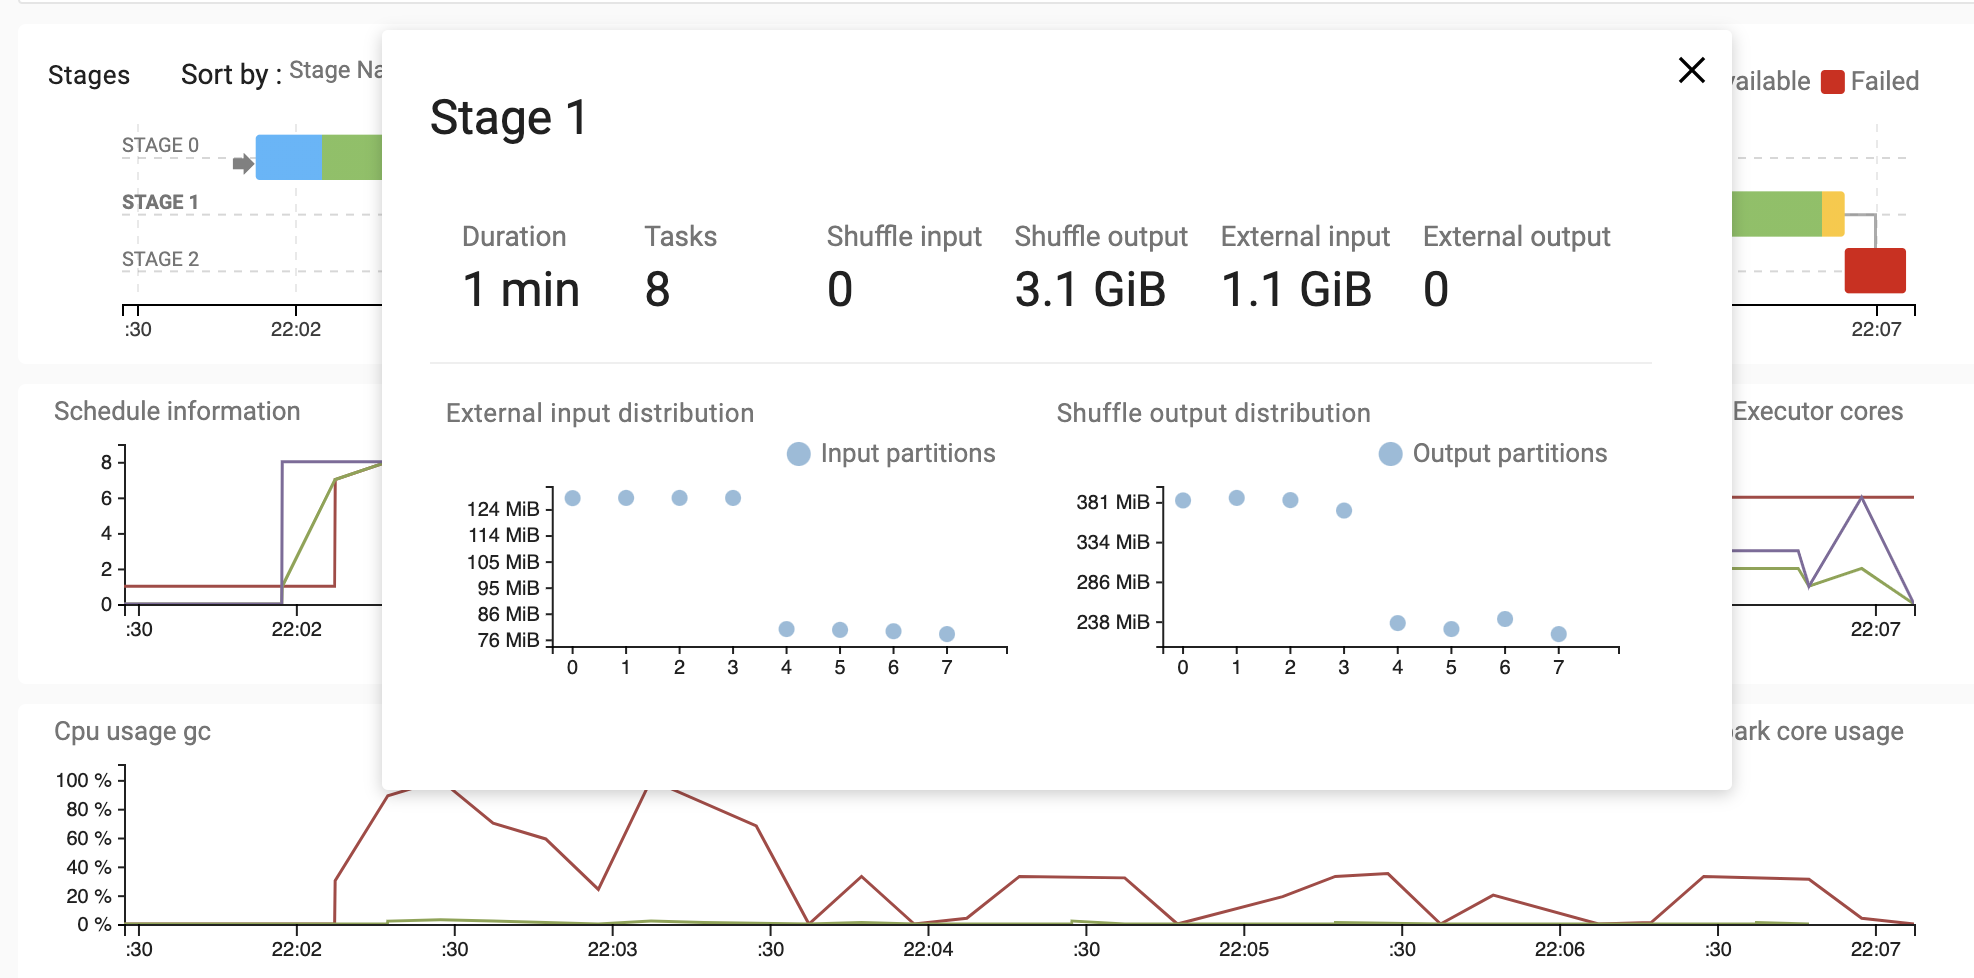 Stages
Sort by : Stage Na
vailable
Failed
STAGE 0
STAGE 1
STAGE 2
:30
22:02
22:07
Stage 1
Duration
Tasks
Shuffle input
Shuffle output
External input
External output
1 min
8
0
3.1 GiB
1.1 GiB
0
External input distribution
Input partitions
124 MiB
114 MiB
105 MiB
95 MiB
86 MiB
76 MiB
0 1 2 3 4 5 6 7
Shuffle output distribution
Output partitions
381 MiB
334 MiB
286 MiB
238 MiB
0 1 2 3 4 5 6 7
Schedule information
Executor cores
8
6
4
2
0
:30
22:02
22:07
Cpu usage gc
ark core usage
100 %
80 %
60 %
40 %
20 %
0 %
:30 22:02 :30 22:03 :30 22:04 :30 22:05 :30 22:06 :30 22:07